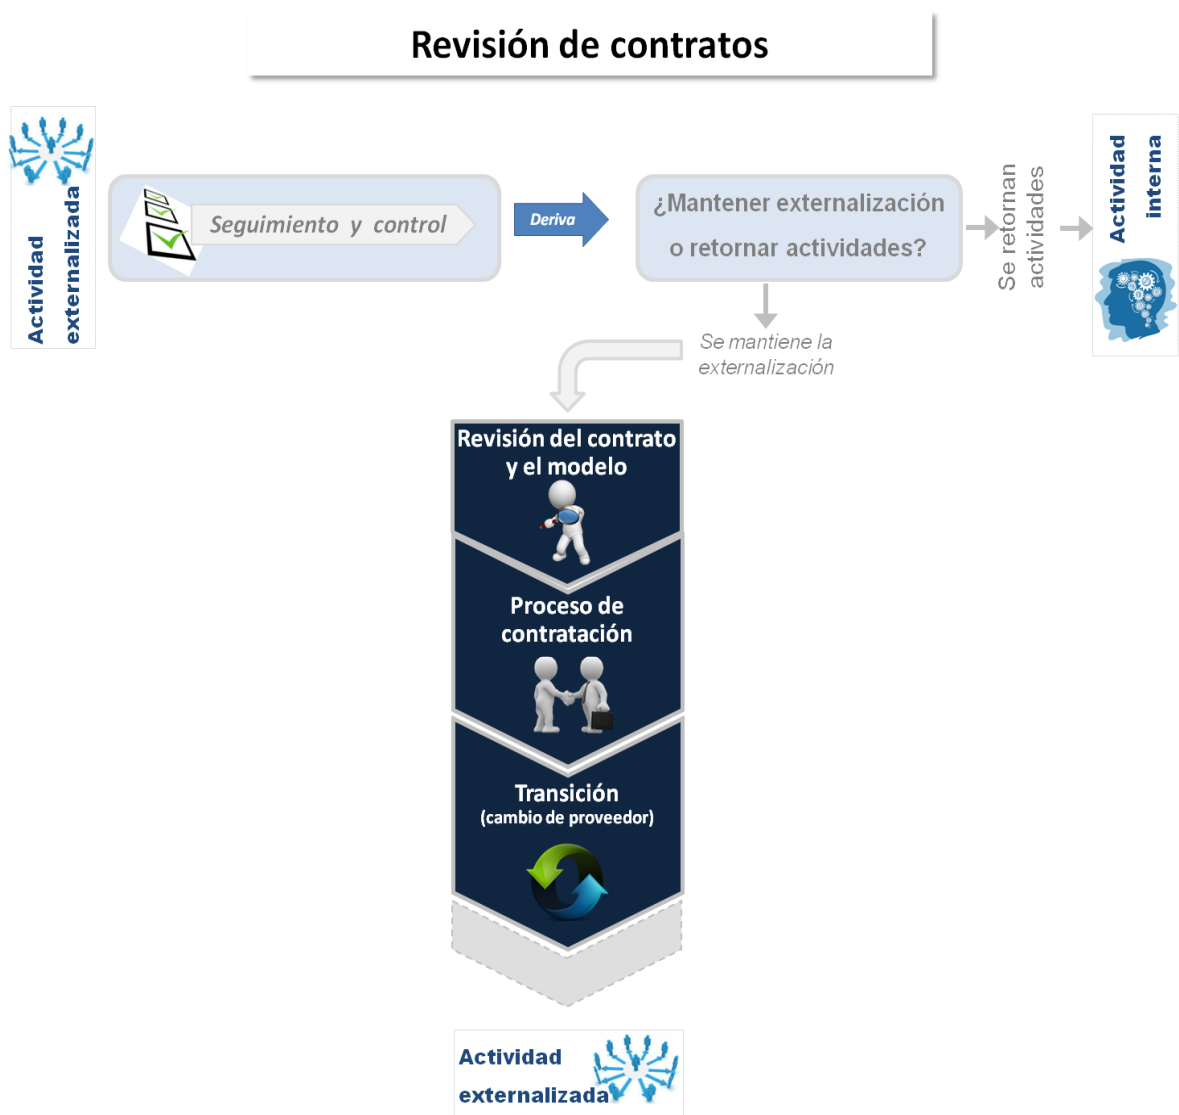 Revisión de contratos
Actividad
externalizada
Seguimiento y control
Deriva
¿Mantener externalización
o retornar actividades?
Se retornan
actividades
Actividad
interna
Se mantiene la
externalización
Revisión del contrato
y el modelo
Proceso de
contratación
Transición
(cambio de proveedor)
Actividad
externalizada